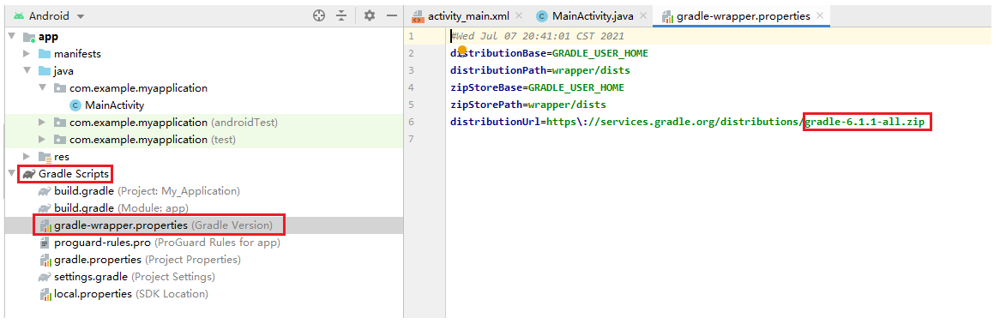 Android
app
manifests
java
com.example.myapplication
MainActivity
com.example.myapplication (androidTest)
com.example.myapplication (test)
res
Gradle Scripts
build.gradle (Project: My_Application)
build.gradle (Module: app)
gradle-wrapper.properties (Gradle Version)
proguard-rules.pro (ProGuard Rules for app)
gradle.properties (Project Properties)
settings.gradle (Project Settings)
local.properties (SDK Location)
activity_main.xml MainActivity.java gradle-wrapper.properties
1 #Wed Jul 07 20:41:01 CST 2021
2 distributionBase=GRADLE_USER_HOME
3 distributionPath=wrapper/dists
4 zipStoreBase=GRADLE_USER_HOME
5 zipStorePath=wrapper/dists
6 distributionUrl=https\://services.gradle.org/distributions/gradle-6.1.1-all.zip
7